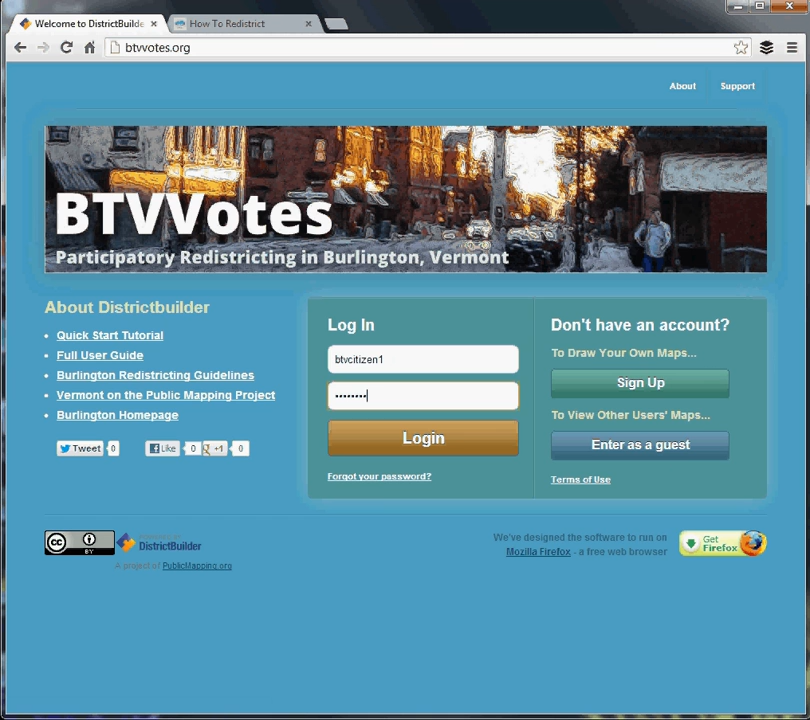 Welcome to DistrictBuilde
How To Redistrict
btvvotes.org
About
Support
BTVVotes
Participatory Redistricting in Burlington, Vermont
About Districtbuilder
Quick Start Tutorial
Full User Guide
Burlington Redistricting Guidelines
Vermont on the Public Mapping Project
Burlington Homepage
Tweet 0
Like 0
+1 0
Log In
btvcitizen1
••••••••
Login
Forgot your password?
Don't have an account?
To Draw Your Own Maps...
Sign Up
To View Other Users' Maps...
Enter as a guest
Terms of Use
cc
BY
DistrictBuilder
A project of PublicMapping.org
We've designed the software to run on
Mozilla Firefox - a free web browser
Get
Firefox